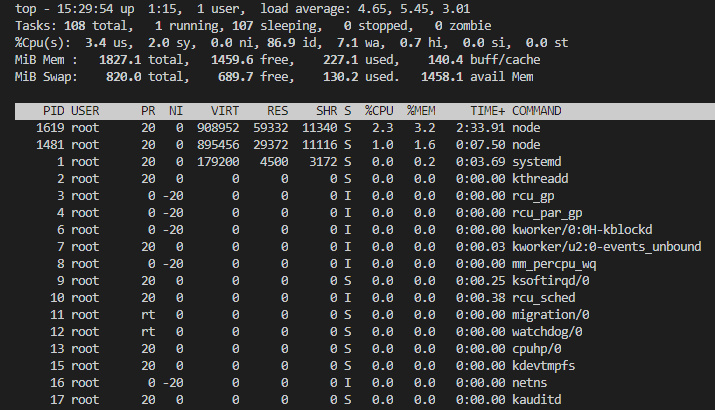 top - 15:29:54 up  1:15,  1 user,  load average: 4.65, 5.45, 3.01
Tasks: 108 total,   1 running, 107 sleeping,   0 stopped,   0 zombie
%Cpu(s):  3.4 us,  2.0 sy,  0.0 ni, 86.9 id,  7.1 wa,  0.7 hi,  0.0 si,  0.0 st
MiB Mem :   1827.1 total,   1459.6 free,    227.1 used,    140.4 buff/cache
MiB Swap:    820.0 total,    689.7 free,    130.2 used.   1458.1 avail Mem
PID USER      PR  NI    VIRT    RES    SHR S  %CPU  %MEM     TIME+ COMMAND
1619 root      20   0  908952  59332  11340 S   2.3   3.2   2:33.91 node
1481 root      20   0  895456  29372  11116 S   1.0   1.6   0:07.50 node
1 root      20   0  179200   4500   3172 S   0.0   0.2   0:03.69 systemd
2 root      20   0       0      0      0 S   0.0   0.0   0:00.00 kthreadd
3 root       0 -20       0      0      0 I   0.0   0.0   0:00.00 rcu_gp
4 root       0 -20       0      0      0 I   0.0   0.0   0:00.00 rcu_par_gp
6 root       0 -20       0      0      0 I   0.0   0.0   0:00.00 kworker/0:0H-kblockd
7 root      20   0       0      0      0 I   0.0   0.0   0:00.03 kworker/u2:0-events_unbound
8 root       0 -20       0      0      0 I   0.0   0.0   0:00.00 mm_percpu_wq
9 root      20   0       0      0      0 S   0.0   0.0   0:00.25 ksoftirqd/0
10 root      20   0       0      0      0 I   0.0   0.0   0:00.38 rcu_sched
11 root      rt   0       0      0      0 S   0.0   0.0   0:00.00 migration/0
12 root      rt   0       0      0      0 S   0.0   0.0   0:00.00 watchdog/0
13 root      20   0       0      0      0 S   0.0   0.0   0:00.00 cpuhp/0
15 root      20   0       0      0      0 S   0.0   0.0   0:00.00 kdevtmpfs
16 root       0 -20       0      0      0 I   0.0   0.0   0:00.00 netns
17 root      20   0       0      0      0 S   0.0   0.0   0:00.00 kauditd